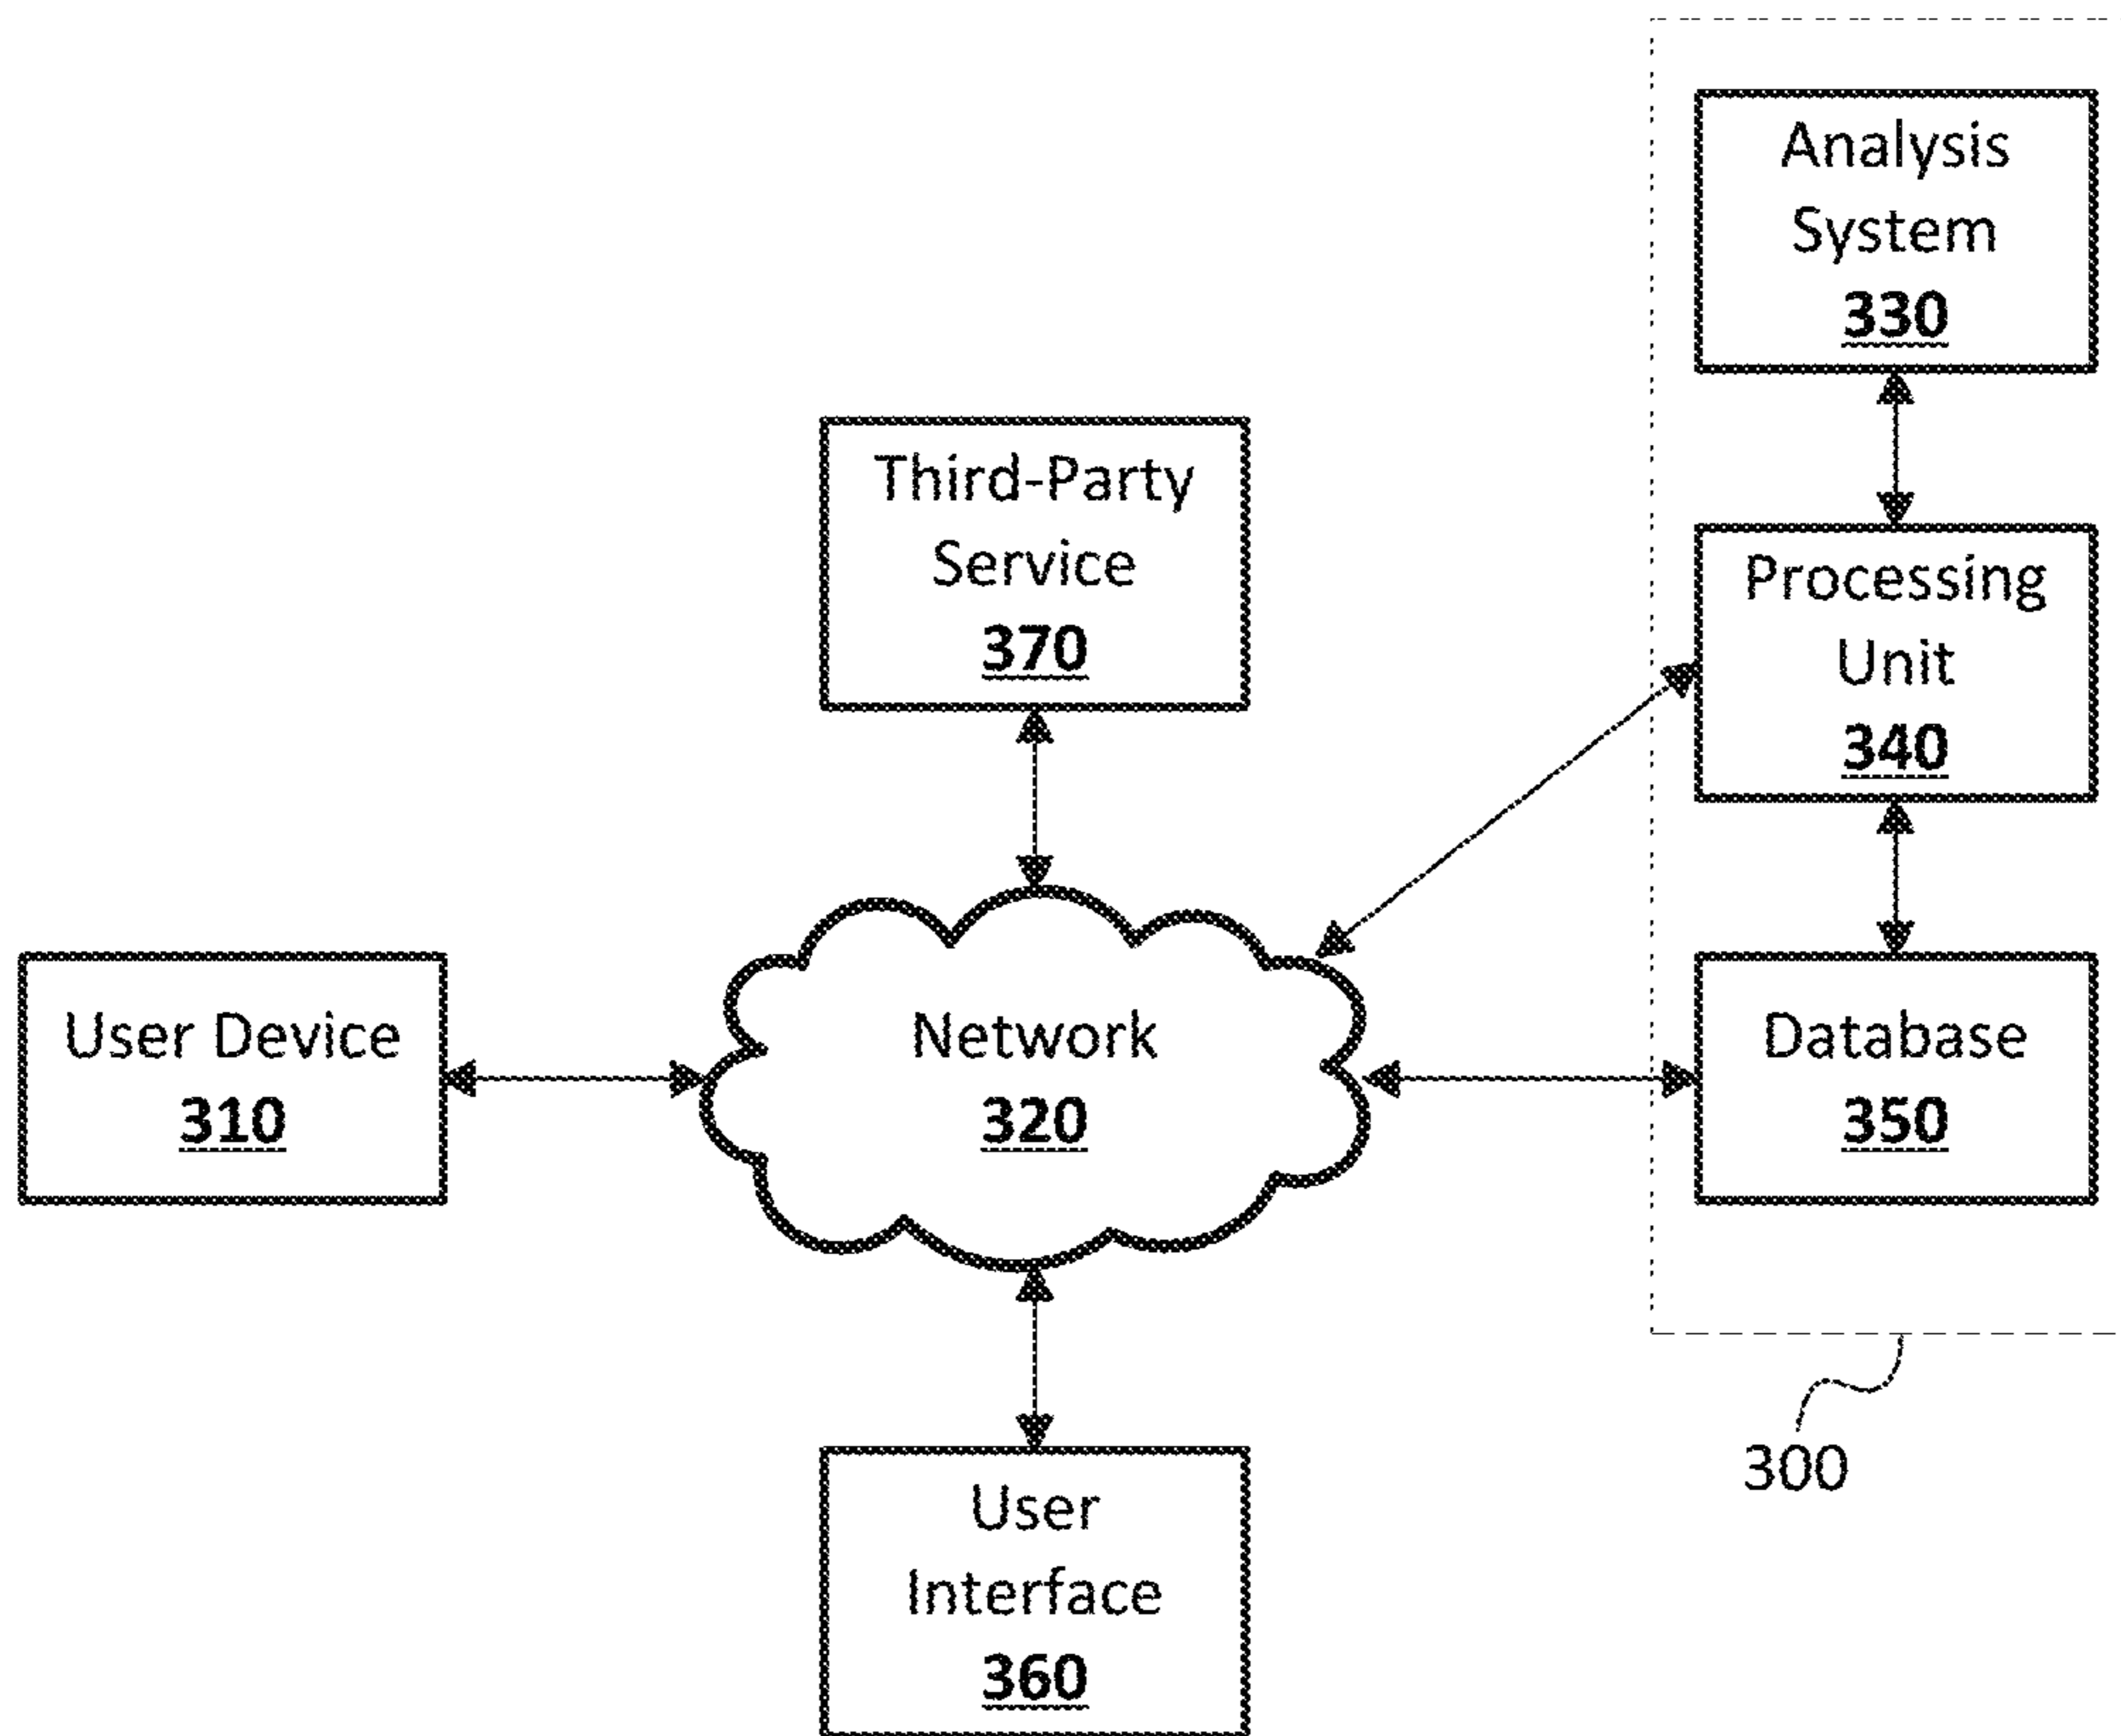 Analysis
System
330
Third-Party
Service
370
Processing
Unit
340
User Device
310
Network
320
Database
350
300
User
Interface
360